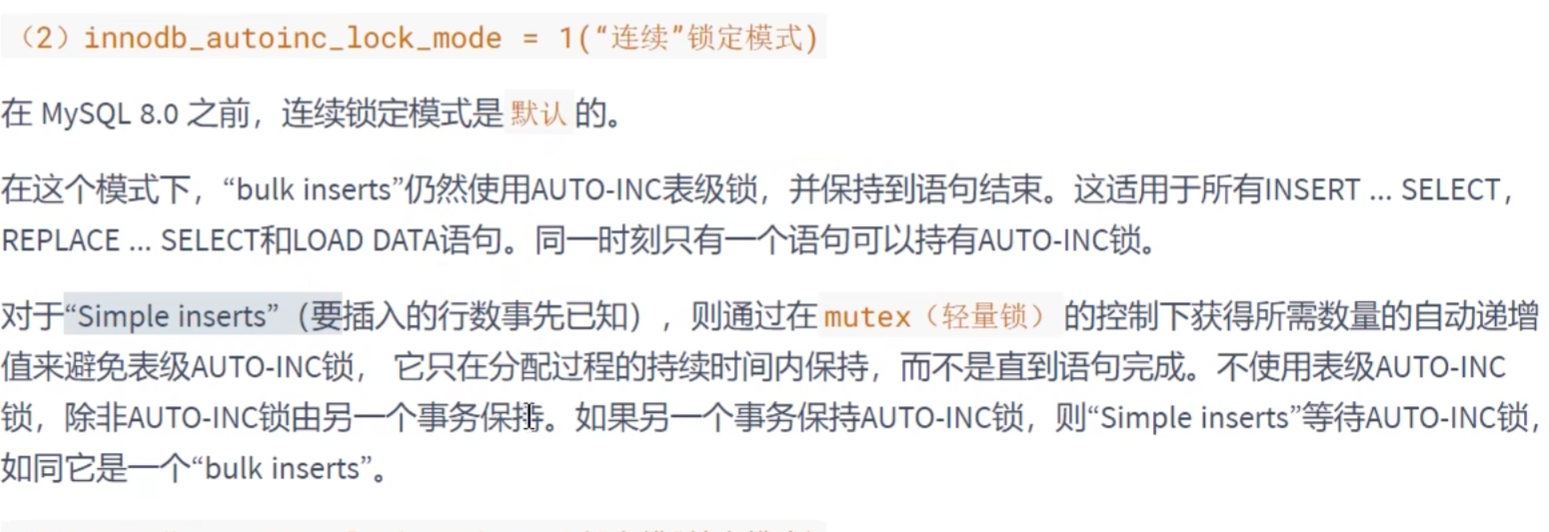 （2）innodb_autoinc_lock_mode = 1(“连续”锁定模式)
在 MySQL 8.0 之前，连续锁定模式是 默认 的。
在这个模式下，“bulk inserts”仍然使用AUTO-INC表级锁，并保持到语句结束。这适用于所有INSERT ... SELECT，
REPLACE ... SELECT和LOAD DATA语句。同一时刻只有一个语句可以持有AUTO-INC锁。
对于“Simple inserts”（要插入的行数事先已知），则通过在 mutex（轻量锁） 的控制下获得所需数量的自动递增
值来避免表级AUTO-INC锁， 它只在分配过程的持续时间内保持，而不是直到语句完成。不使用表级AUTO-INC
锁，除非AUTO-INC锁由另一个事务保持。如果另一个事务保持AUTO-INC锁，则“Simple inserts”等待AUTO-INC锁，
如同它是一个“bulk inserts”。